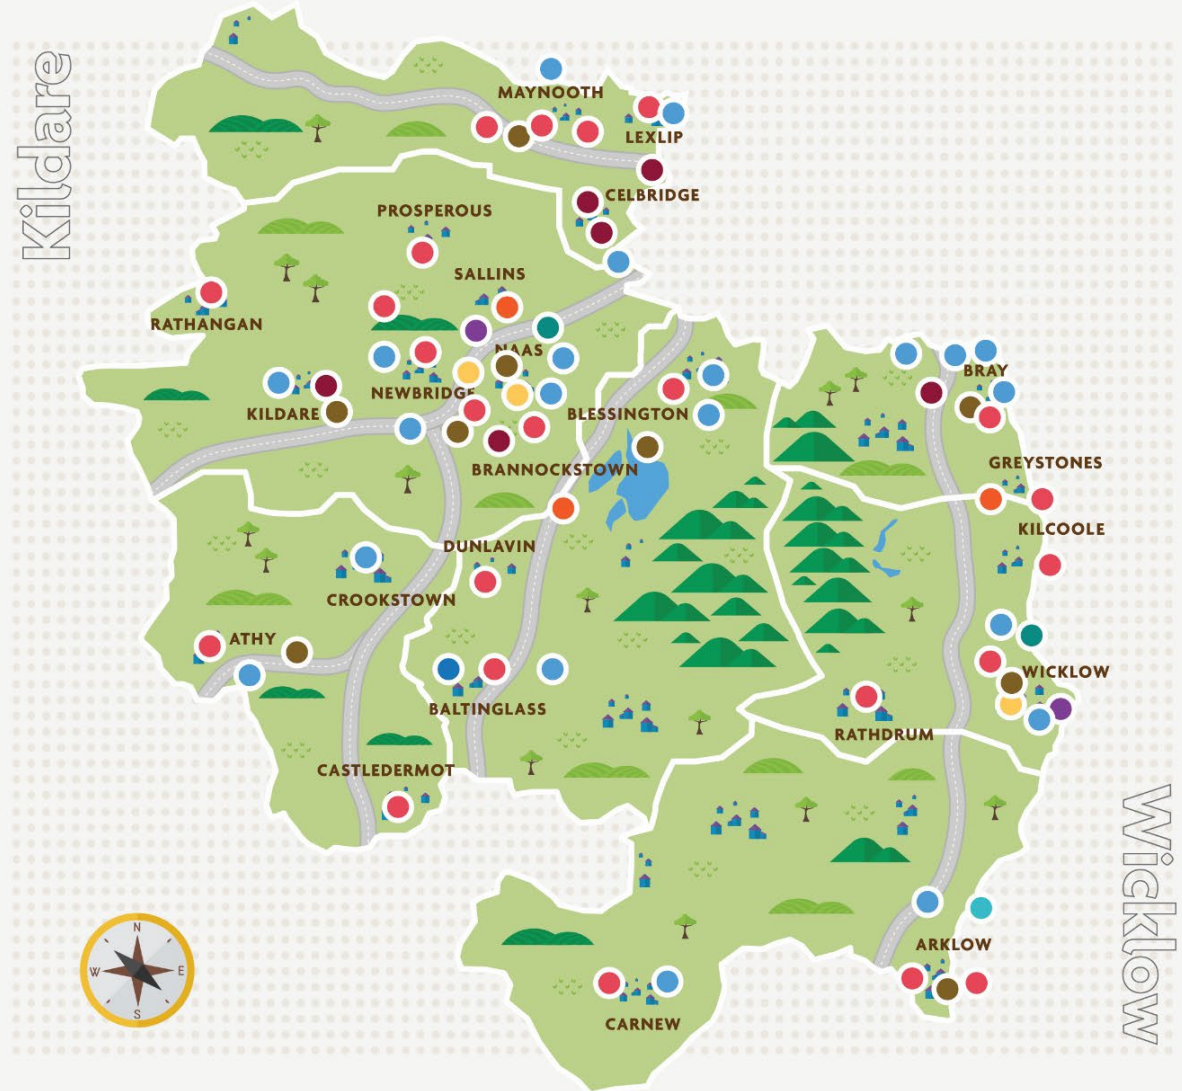 Kildare
MAYNOOTH
LEXLIP
CELBRIDGE
PROSPEROUS
SALLINS
RATHANGAN
NAAS
BRAY
NEWBRIDGE
KILDARE
BLESSINGTON
BRANNOCKSTOWN
GREYSTONES
KILCOOLE
DUNLAVIN
CROOKSTOWN
ATHY
WICKLOW
BALTINGLASS
RATHDRUM
CASTLEDERMOT
Wicklow
N
W E
S
ARKLOW
CARNEW